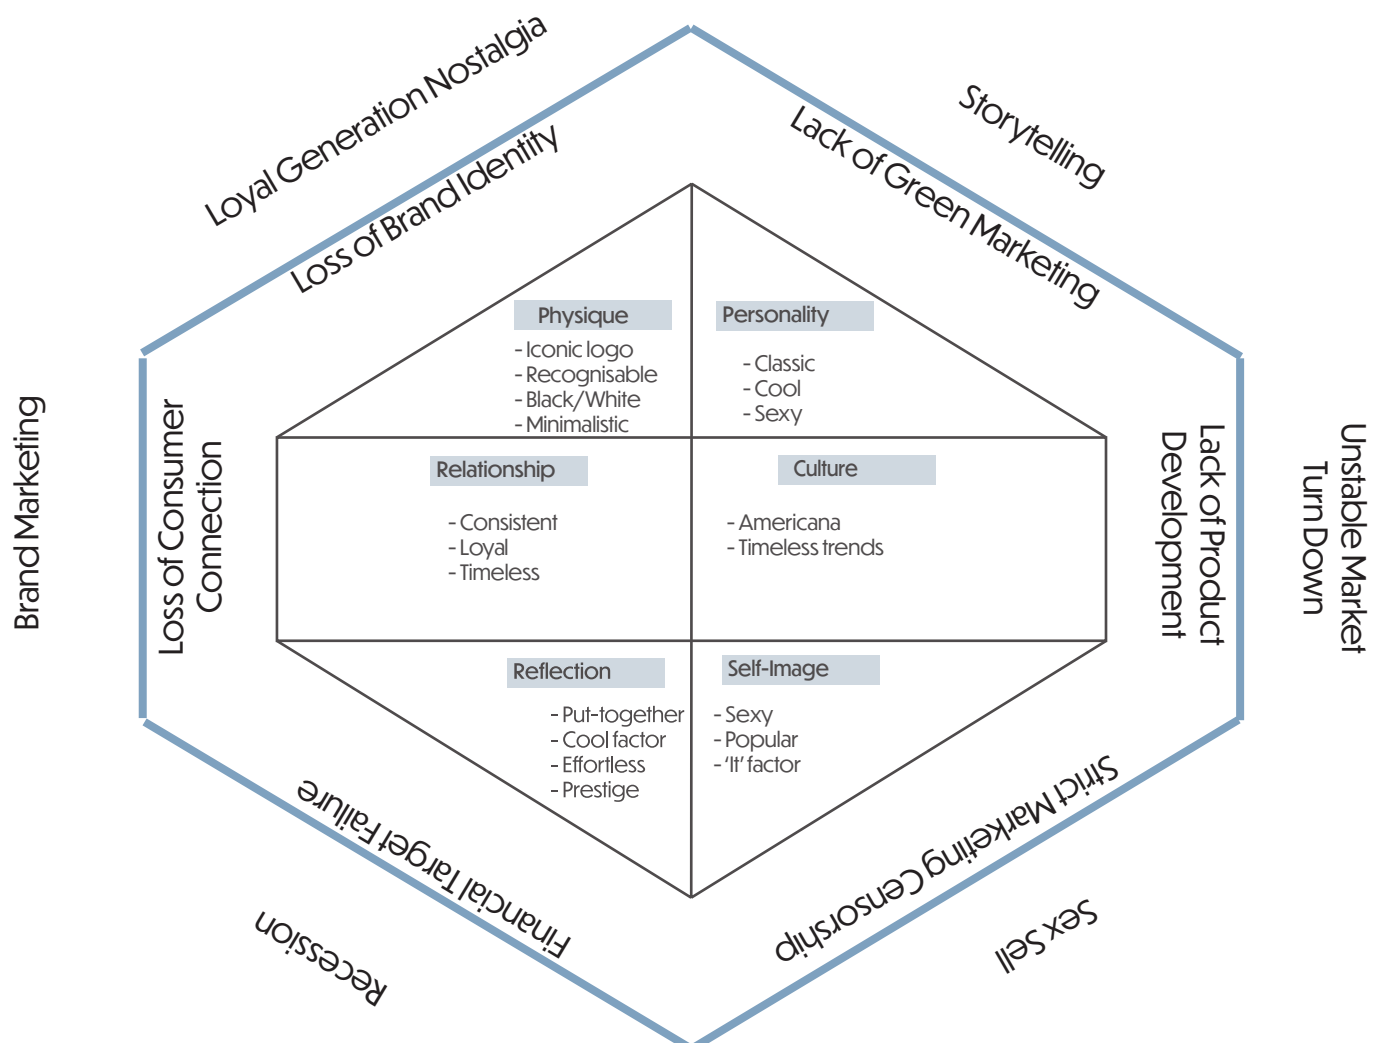 Loyal Generation Nostalgia
Loss of Brand Identity
Storytelling
Lack of Green Marketing
Physique
- Iconic logo
- Recognisable
- Black/White
- Minimalistic
Personality
- Classic
- Cool
- Sexy
Brand Marketing
Loss of Consumer
Connection
Relationship
- Consistent
- Loyal
- Timeless
Culture
- Americana
- Timeless trends
Lack of Product
Development
Unstable Market
Turn Down
Reflection
- Put-together
- Cool factor
- Effortless
- Prestige
Self-Image
- Sexy
- Popular
- 'It' factor
Financial Target Failure
Recession
Strict Marketing Censorship
Sex Sell